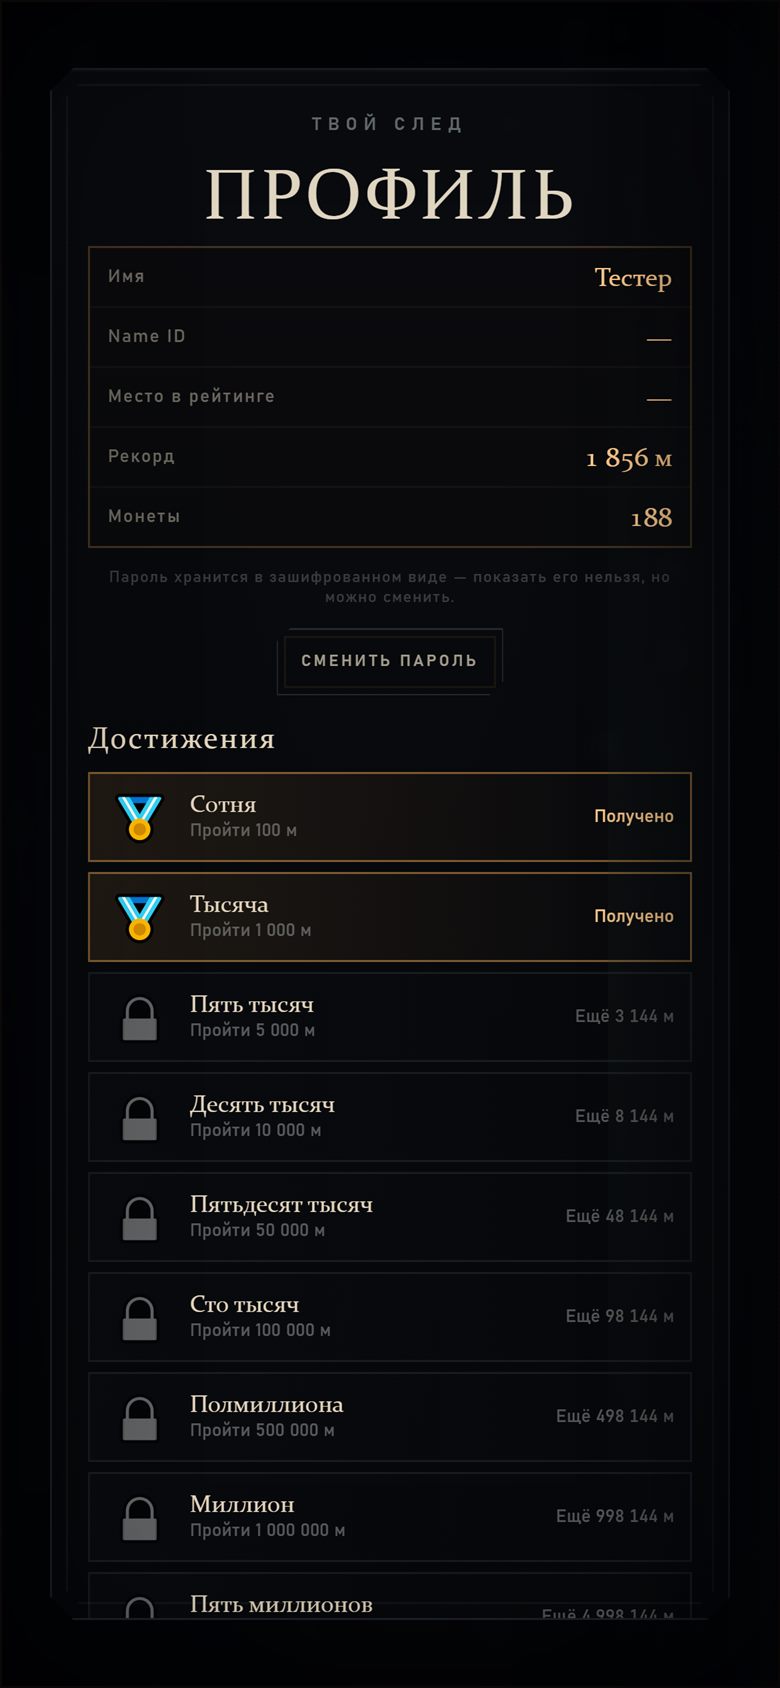 ТВОЙ СЛЕД
ПРОФИЛЬ
Имя Тестер
Name ID —
Место в рейтинге —
Рекорд 1 856 м
Монеты 188
Пароль хранится в зашифрованном виде — показать его нельзя, но
можно сменить.
СМЕНИТЬ ПАРОЛЬ
Достижения
Сотня
Пройти 100 м
Получено
Тысяча
Пройти 1 000 м
Получено
Пять тысяч
Пройти 5 000 м
Ещё 3 144 м
Десять тысяч
Пройти 10 000 м
Ещё 8 144 м
Пятьдесят тысяч
Пройти 50 000 м
Ещё 48 144 м
Сто тысяч
Пройти 100 000 м
Ещё 98 144 м
Полмиллиона
Пройти 500 000 м
Ещё 498 144 м
Миллион
Пройти 1 000 000 м
Ещё 998 144 м
Пять миллионов
Ещё 4 998 144 м